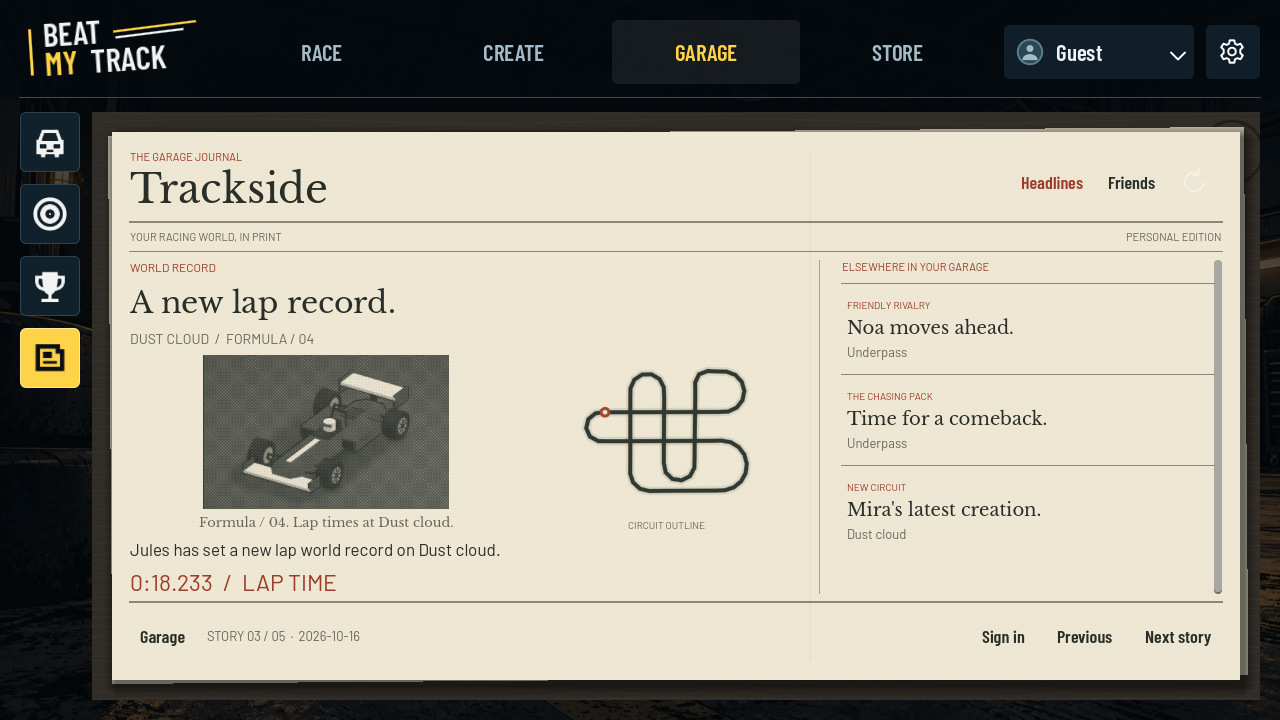 BEAT
MY TRACK
RACE
CREATE
GARAGE
STORE
Guest
THE GARAGE JOURNAL
Trackside
Headlines
Friends
YOUR RACING WORLD, IN PRINT
PERSONAL EDITION
WORLD RECORD
A new lap record.
DUST CLOUD / FORMULA / 04
Formula / 04. Lap times at Dust cloud.
CIRCUIT OUTLINE
Jules has set a new lap world record on Dust cloud.
0:18.233 / LAP TIME
ELSEWHERE IN YOUR GARAGE
FRIENDLY RIVALRY
Noa moves ahead.
Underpass
THE CHASING PACK
Time for a comeback.
Underpass
NEW CIRCUIT
Mira's latest creation.
Dust cloud
Garage
STORY 03 / 05 · 2026-10-16
Sign in
Previous
Next story